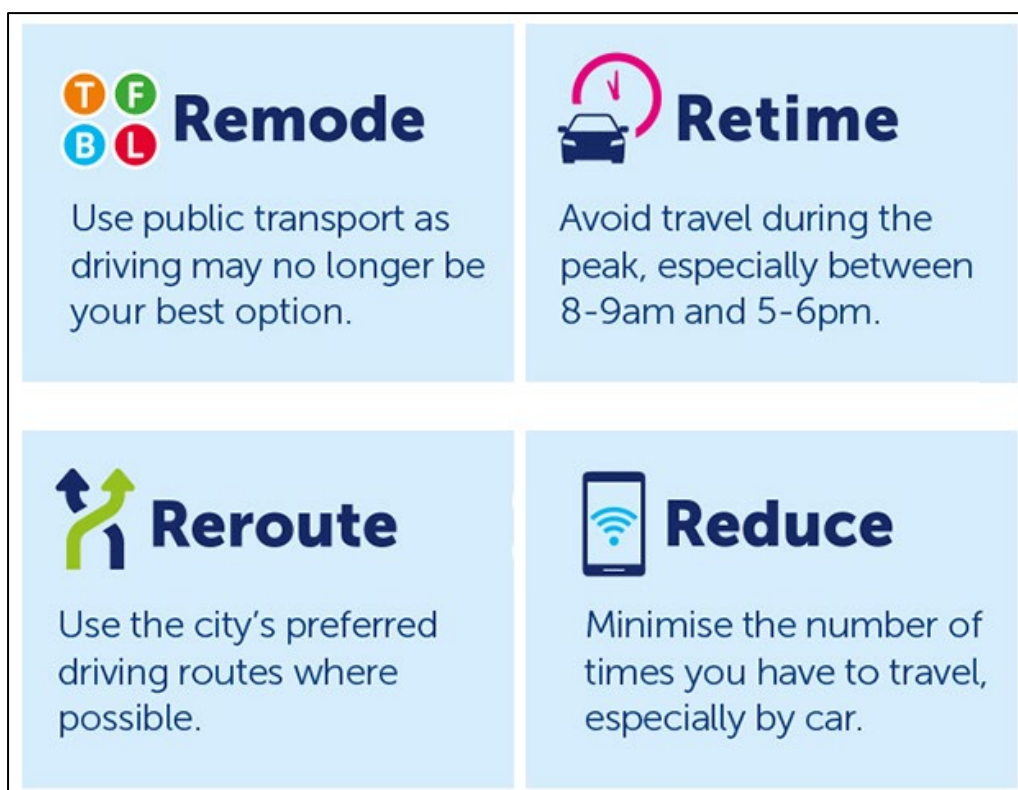 T F
B L
Remode
Use public transport as
driving may no longer be
your best option.
Retime
Avoid travel during the
peak, especially between
8-9am and 5-6pm.
Reroute
Use the city's preferred
driving routes where
possible.
Reduce
Minimise the number of
times you have to travel,
especially by car.